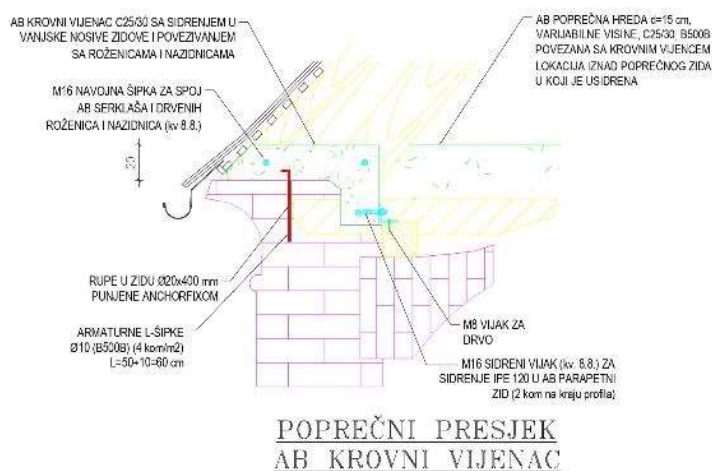 AB KROVNI VIJENAC C25/30 SA SIDRENJEM U
VANJSKE NOSIVE ZIDOVE I POVEZIVANJEM
SA ROŽENICAMA I NAZIDNICAMA
AB POPREČNA HREDA d=15 cm,
VARIJABILNE VISINE, C25/30, B500B
POVEZANA SA KROVNIM VIJENCEM
LOKACIJA IZNAD POPREČNOG ZIDA
U KOJI JE USIDRENA
M16 NAVOJNA ŠIPKA ZA SPOJ
AB SERKLAŠA I DRVENIH
ROŽENICA I NAZIDNICA (kv 8.8.)
20
RUPE U ZIDU Ø20x400 mm
PUNJENE ANCHORFIXOM
ARMATURNE L-ŠIPKE
Ø10 (B500B) (4 kom/m2)
L=50+10=60 cm
M8 VIJAK ZA
DRVO
M16 SIDRENI VIJAK (kv. 8.8.) ZA
SIDRENJE IPE 120 U AB PARAPETNI
ZID (2 kom na kraju profila)
POPREČNI PRESJEK
AB KROVNI VIJENAC